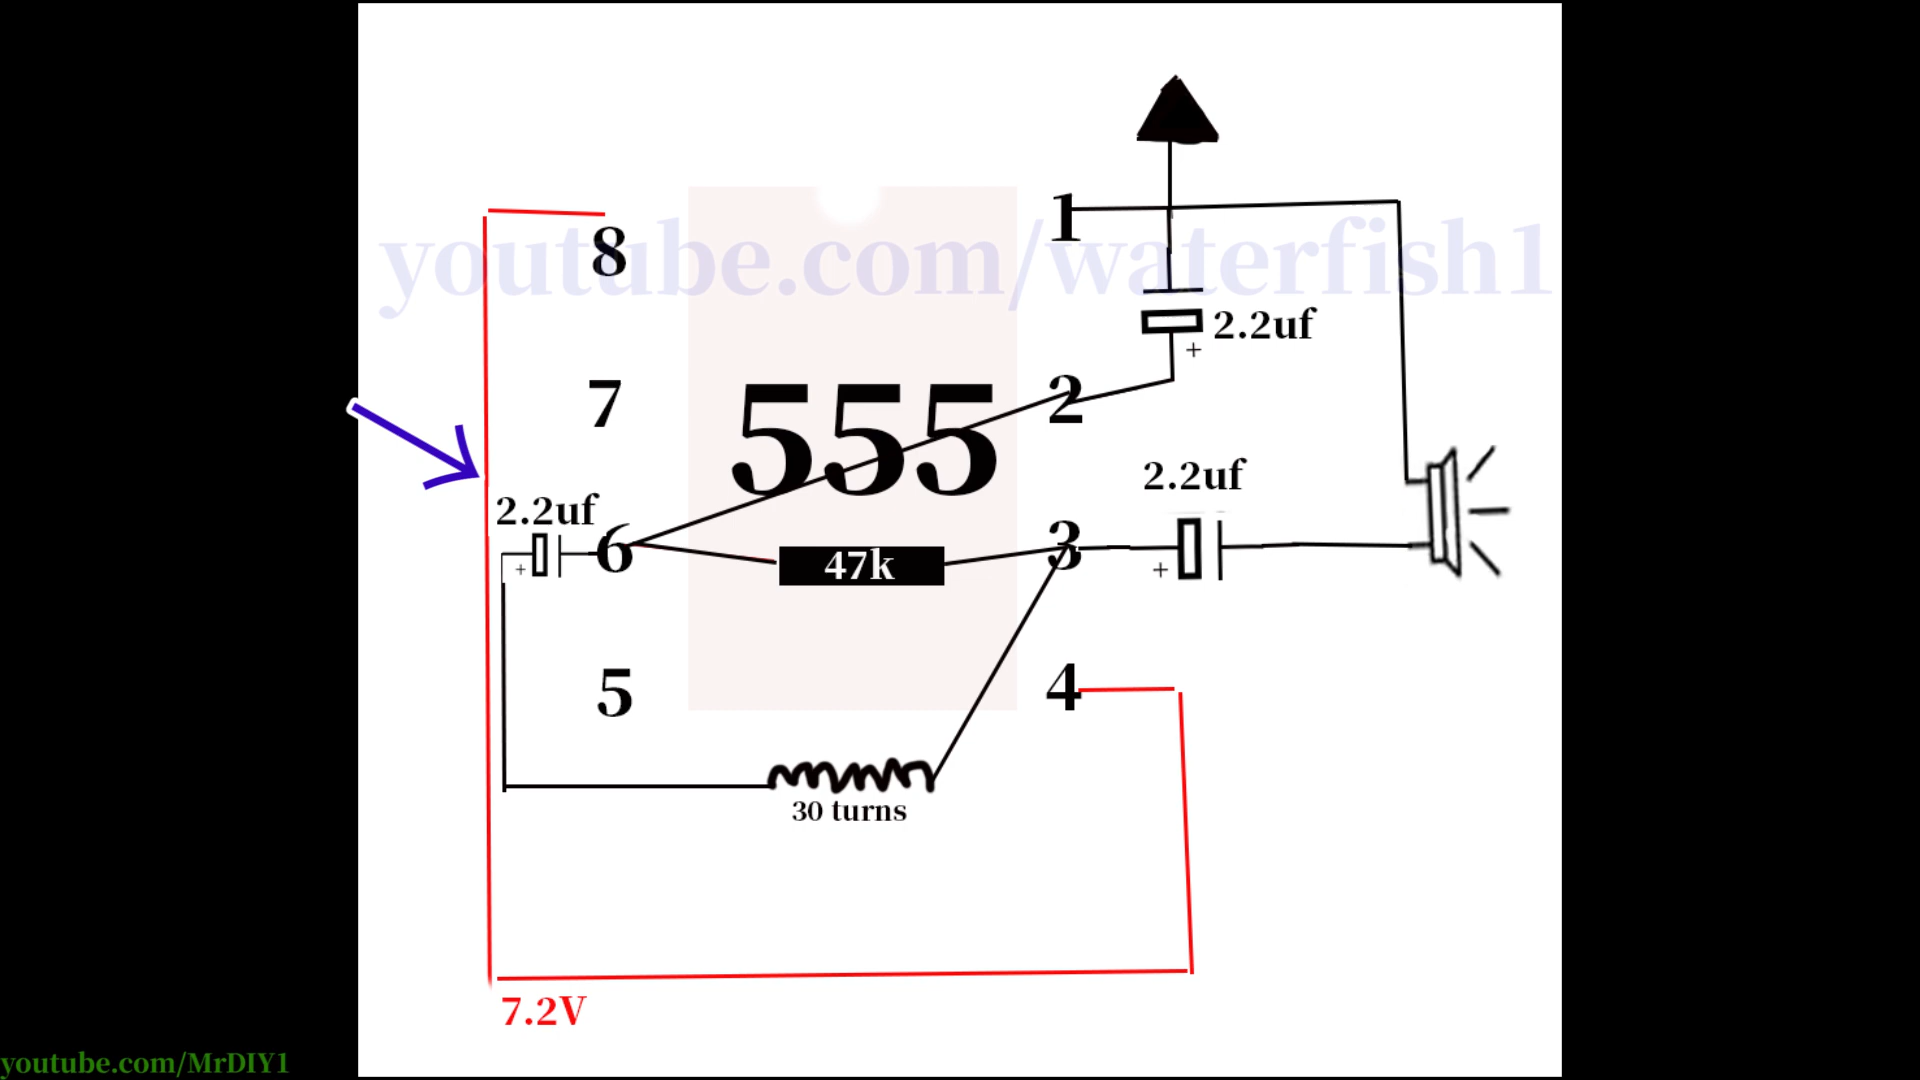 youtube.com/waterfish1
8
1
2.2uf
+
7
555
2
2.2uf
2.2uf
+
6
47k
3
+
5
4
30 turns
7.2V
youtube.com/MrDIY1